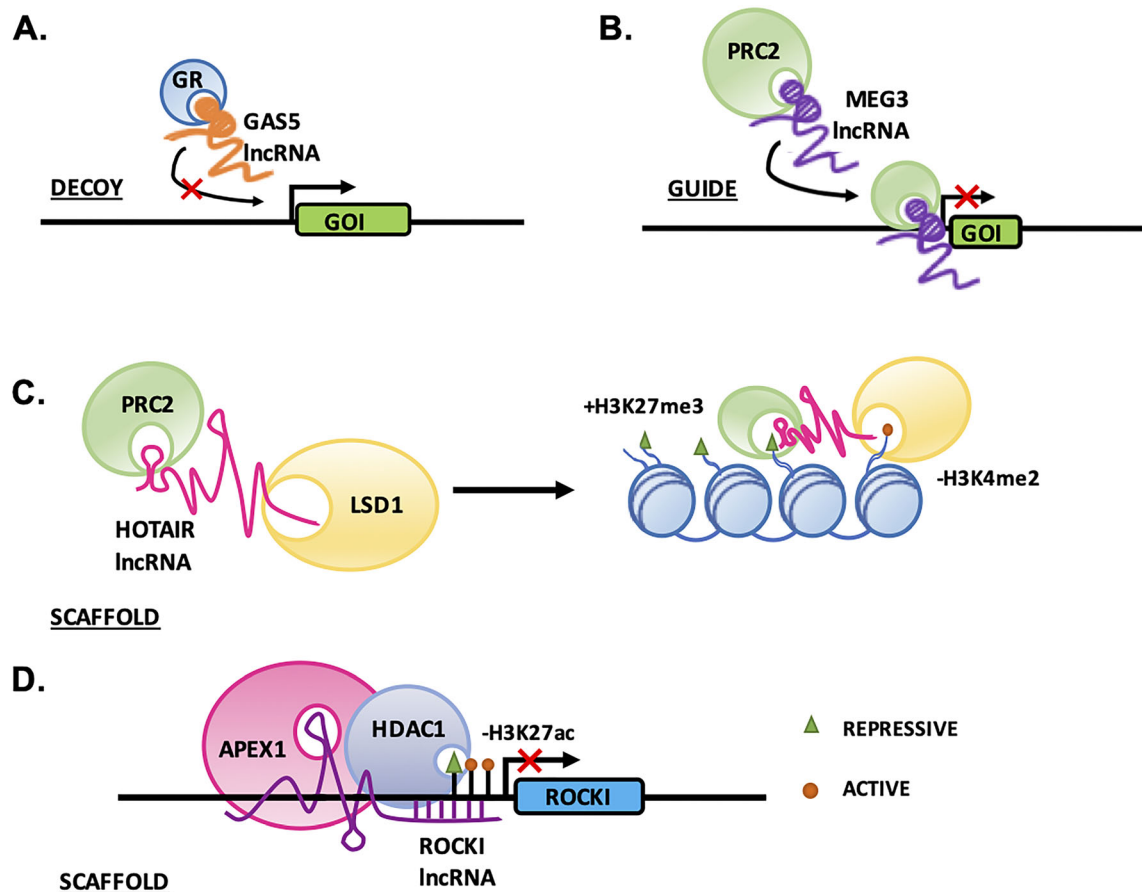 A.
GR
GAS5
lncRNA
DECOY
GOI
B.
PRC2
MEG3
lncRNA
GUIDE
GOI
C.
PRC2
HOTAIR
lncRNA
LSD1
+H3K27me3
-H3K4me2
SCAFFOLD
D.
APEX1
HDAC1
-H3K27ac
ROCKI
ROCKI
lncRNA
SCAFFOLD
REPRESSIVE
ACTIVE